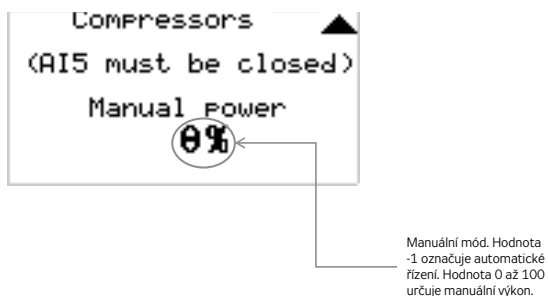 Compressors
(AI5 must be closed)
Manual power
0%
Manuální mód. Hodnota
-1 označuje automatické
řízení. Hodnota 0 až 100
určuje manuální výkon.